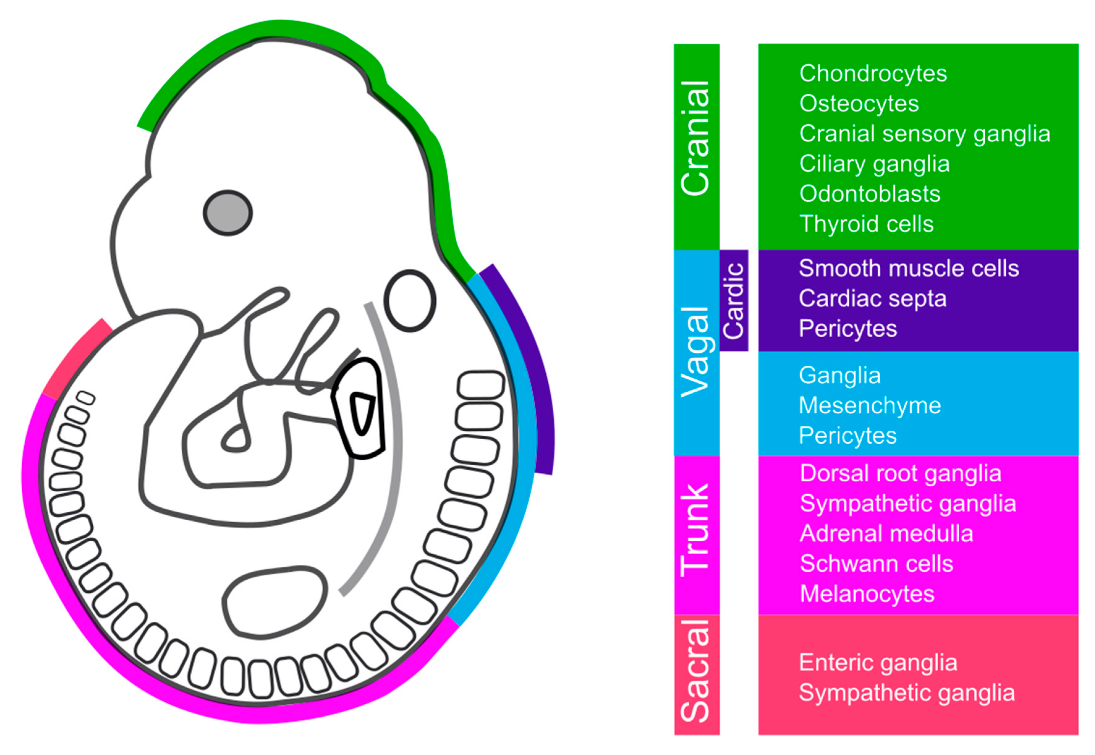 Cranial
Chondrocytes
Osteocytes
Cranial sensory ganglia
Ciliary ganglia
Odontoblasts
Thyroid cells
Vagal
Cardic
Smooth muscle cells
Cardiac septa
Pericytes
Ganglia
Mesenchyme
Pericytes
Trunk
Dorsal root ganglia
Sympathetic ganglia
Adrenal medulla
Schwann cells
Melanocytes
Sacral
Enteric ganglia
Sympathetic ganglia